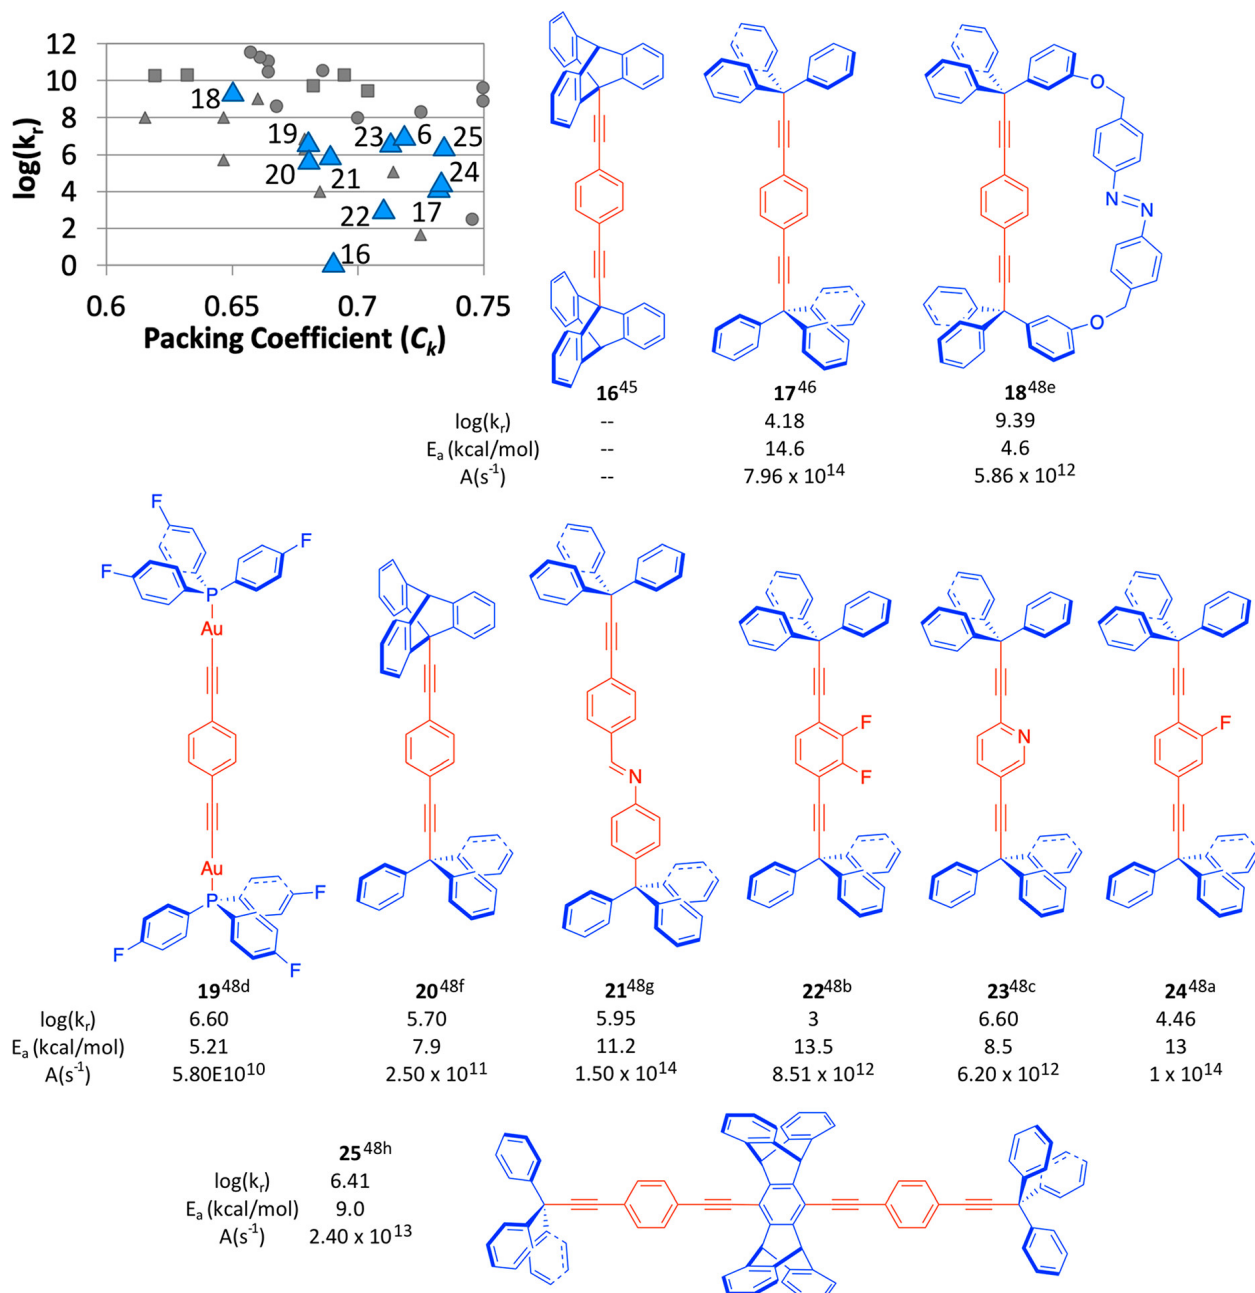 12
10
8
6
4
2
0
log(kᵣ)
18
19
20
21
23
6
25
24
22
17
16
0.6 0.65 0.7 0.75
Packing Coefficient (Cₖ)
O
N
N
O
16⁴⁵ 17⁴⁶ 18⁴⁸ᵉ
log(kᵣ) -- 4.18 9.39
Eₐ (kcal/mol) -- 14.6 4.6
A(s⁻¹) -- 7.96 x 10¹⁴ 5.86 x 10¹²
F
F
F
P
Au
Au
P
F
F
F
N
F
F
N
F
19⁴⁸ᵈ 20⁴⁸ᶠ 21⁴⁸ᵍ 22⁴⁸ᵇ 23⁴⁸ᶜ 24⁴⁸ᵃ
log(kᵣ) 6.60 5.70 5.95 3 6.60 4.46
Eₐ (kcal/mol) 5.21 7.9 11.2 13.5 8.5 13
A(s⁻¹) 5.80E10¹⁰ 2.50 x 10¹¹ 1.50 x 10¹⁴ 8.51 x 10¹² 6.20 x 10¹² 1 x 10¹⁴
25⁴⁸ʰ
log(kᵣ) 6.41
Eₐ (kcal/mol) 9.0
A(s⁻¹) 2.40 x 10¹³